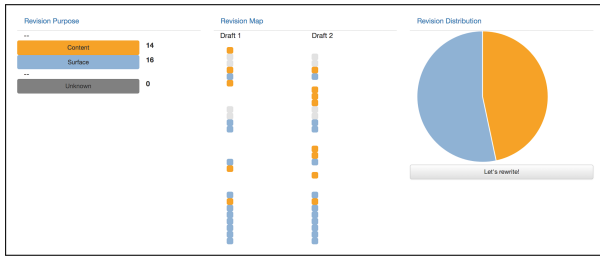 Revision Purpose
--
Content 14
Surface 16
--
Unknown 0
Revision Map
Draft 1 Draft 2
Revision Distribution
Let's rewrite!